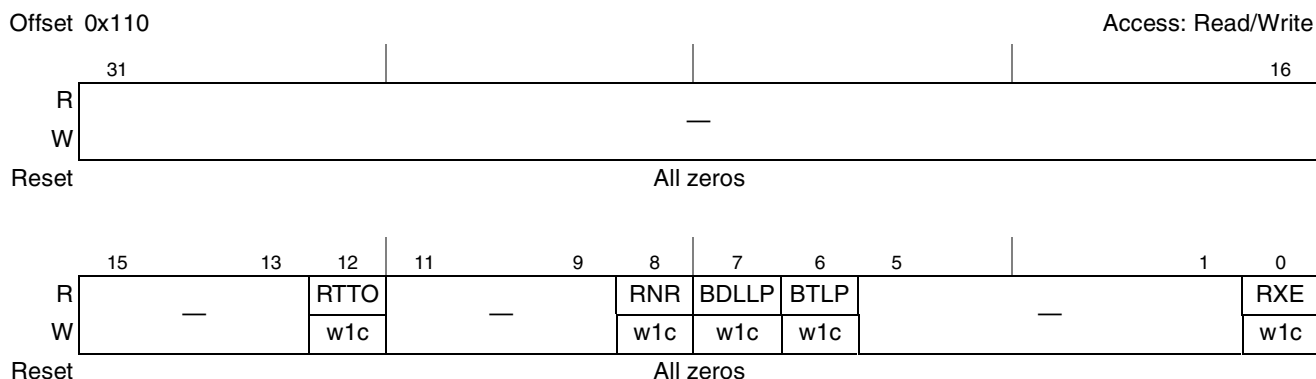 Offset 0x110 Access: Read/Write
31 16
R
—
W
Reset All zeros
15 13 12 11 9 8 7 6 5 1 0
R — RTTO — RNR BDLLP BTLP — RXE
W w1c w1c w1c w1c w1c
Reset All zeros